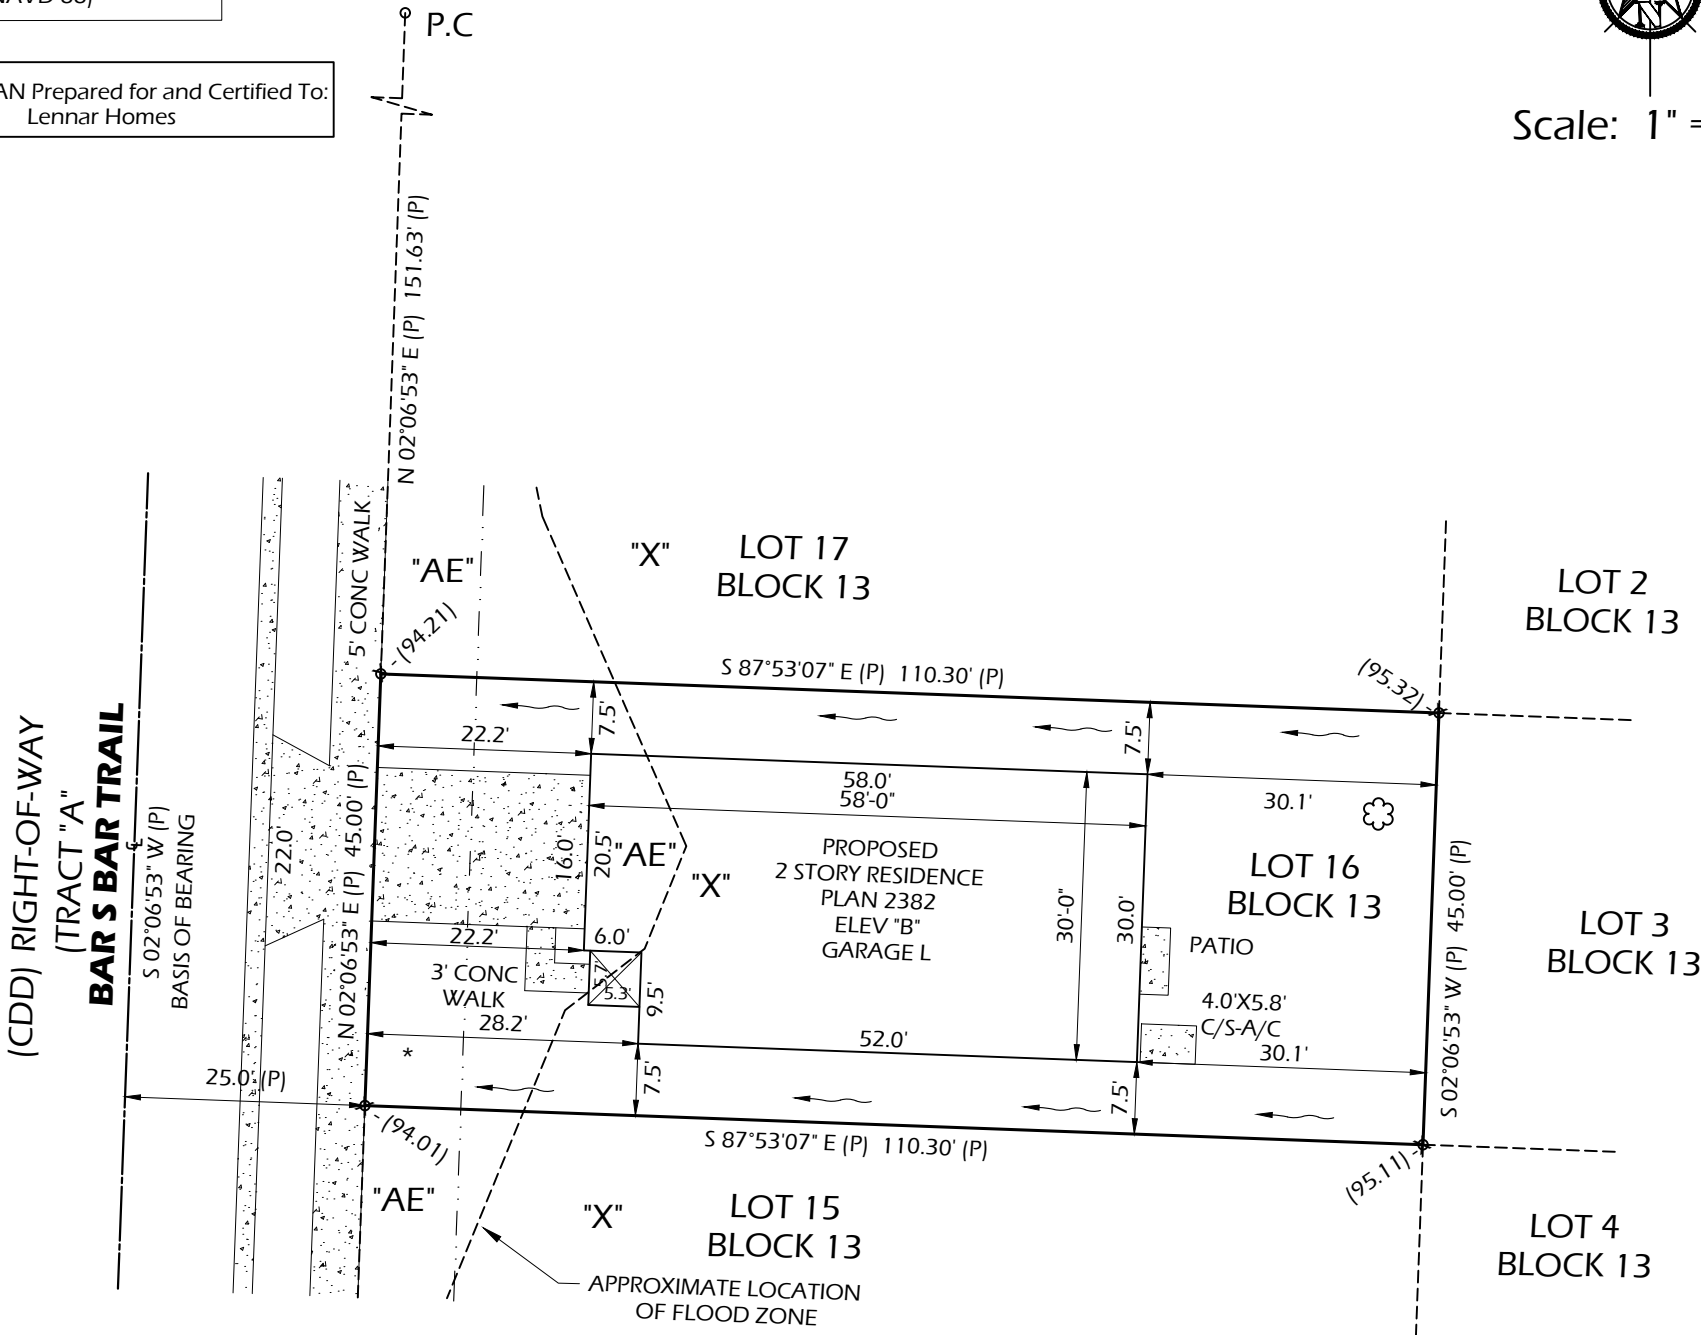 P.C
AN Prepared for and Certified To:
Lennar Homes
N
Scale: 1" =
N 02°06'53" E (P) 151.63' (P)
5' CONC WALK
"AE"
"X"
LOT 17
BLOCK 13
LOT 2
BLOCK 13
(94.21)
S 87°53'07" E (P) 110.30' (P)
(95.32)
7.5'
22.2'
7.5'
58.0'
58'-0"
30.1'
(CDD) RIGHT-OF-WAY
(TRACT "A"
BAR S BAR TRAIL
S 02°06'53" W (P)
BASIS OF BEARING
22.0'
N 02°06'53" E (P) 45.00' (P)
16.0'
20.5'
"AE"
"X"
PROPOSED
2 STORY RESIDENCE
PLAN 2382
ELEV "B"
GARAGE L
30'-0"
30.0'
LOT 16
BLOCK 13
S 02°06'53" W (P) 45.00' (P)
LOT 3
BLOCK 13
22.2'
6.0'
PATIO
3' CONC
WALK
5.7'
5.3'
9.5'
4.0'X5.8'
C/S-A/C
28.2'
52.0'
30.1'
*
25.0' (P)
7.5'
7.5'
(94.01)
S 87°53'07" E (P) 110.30' (P)
(95.11)
"AE"
"X"
LOT 15
BLOCK 13
LOT 4
BLOCK 13
APPROXIMATE LOCATION
OF FLOOD ZONE